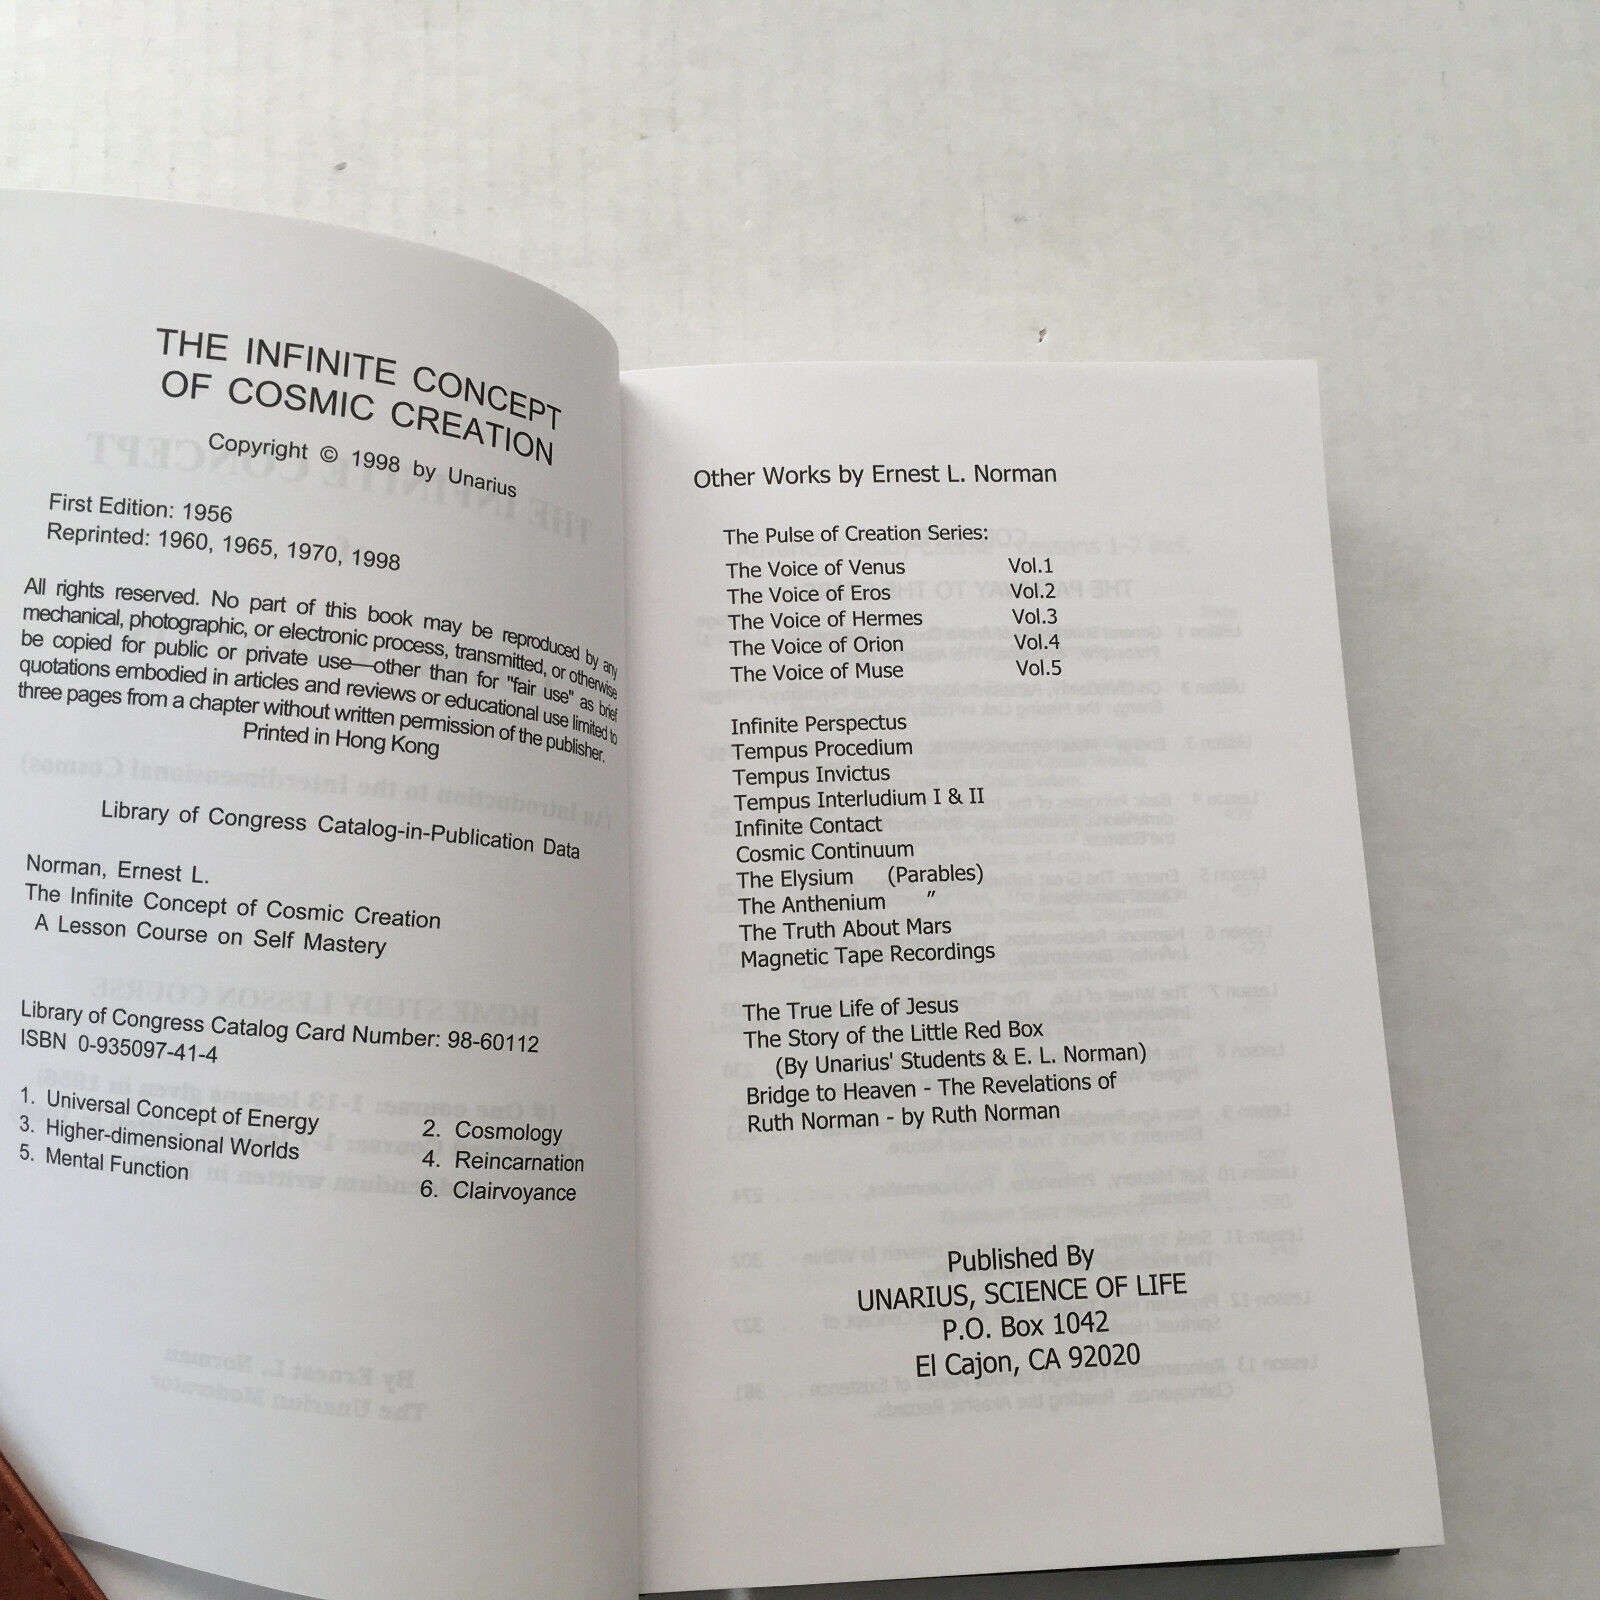 THE INFINITE CONCEPT
OF COSMIC CREATION
Copyright © 1998 by Unarius
First Edition: 1956
Reprinted: 1960, 1965, 1970, 1998
All rights reserved. No part of this book may be reproduced by any
mechanical, photographic, or electronic process, transmitted, or otherwise
be copied for public or private use—other than for "fair use" as brief
quotations embodied in articles and reviews or educational use limited to
three pages from a chapter without written permission of the publisher.
Printed in Hong Kong
Library of Congress Catalog-in-Publication Data
Norman, Ernest L.
The Infinite Concept of Cosmic Creation
A Lesson Course on Self Mastery
Library of Congress Catalog Card Number: 98-60112
ISBN 0-935097-41-4
1. Universal Concept of Energy 2. Cosmology
3. Higher-dimensional Worlds 4. Reincarnation
5. Mental Function 6. Clairvoyance
Other Works by Ernest L. Norman
The Pulse of Creation Series:
The Voice of Venus Vol.1
The Voice of Eros Vol.2
The Voice of Hermes Vol.3
The Voice of Orion Vol.4
The Voice of Muse Vol.5
Infinite Perspectus
Tempus Procedium
Tempus Invictus
Tempus Interludium I & II
Infinite Contact
Cosmic Continuum
The Elysium (Parables)
The Anthenium "
The Truth About Mars
Magnetic Tape Recordings
The True Life of Jesus
The Story of the Little Red Box
(By Unarius' Students & E. L. Norman)
Bridge to Heaven - The Revelations of
Ruth Norman - by Ruth Norman
Published By
UNARIUS, SCIENCE OF LIFE
P.O. Box 1042
El Cajon, CA 92020